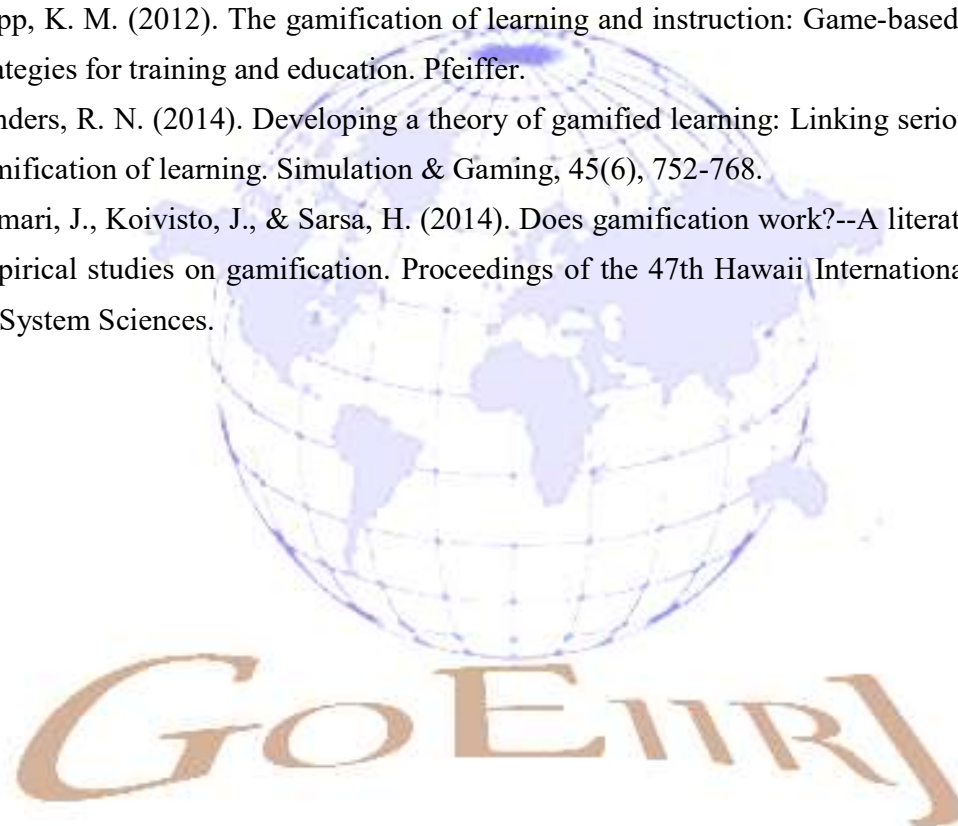 pp, K. M. (2012). The gamification of learning and instruction: Game-based
ategies for training and education. Pfeiffer.
nders, R. N. (2014). Developing a theory of gamified learning: Linking serio
mification of learning. Simulation & Gaming, 45(6), 752-768.
mari, J., Koivisto, J., & Sarsa, H. (2014). Does gamification work?--A literat
pirical studies on gamification. Proceedings of the 47th Hawaii Internationa
System Sciences.
GOEIIRJ